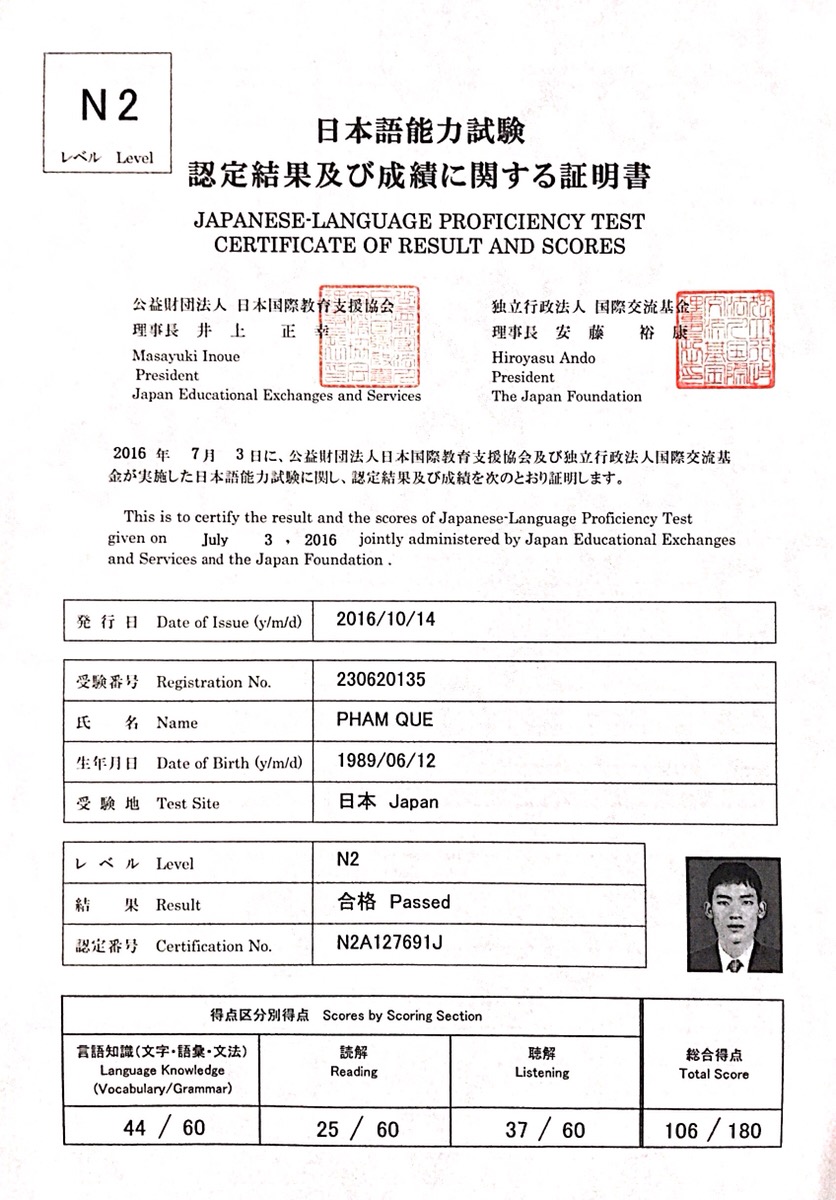 N2
レベル Level
日本語能力試験
認定結果及び成績に関する証明書
JAPANESE-LANGUAGE PROFICIENCY TEST
CERTIFICATE OF RESULT AND SCORES
公益財団法人 日本国際教育支援協会
理事長 井上 正幸
Masayuki Inoue
President
Japan Educational Exchanges and Services
独立行政法人 国際交流基金
理事長 安藤 裕康
Hiroyasu Ando
President
The Japan Foundation
2016 年 7月 3日に、公益財団法人日本国際教育支援協会及び独立行政法人国際交流基
金が実施した日本語能力試験に関し、認定結果及び成績を次のとおり証明します。
This is to certify the result and the scores of Japanese-Language Proficiency Test
given on July 3, 2016 jointly administered by Japan Educational Exchanges
and Services and the Japan Foundation .
発行日 Date of Issue (y/m/d) 2016/10/14
受験番号 Registration No. 230620135
氏名 Name PHAM QUE
生年月日 Date of Birth (y/m/d) 1989/06/12
受験地 Test Site 日本 Japan
レベル Level N2
結果 Result 合格 Passed
認定番号 Certification No. N2A127691J
得点区分別得点 Scores by Scoring Section
言語知識(文字・語彙・文法)
Language Knowledge
(Vocabulary/Grammar)
読解
Reading
聴解
Listening
総合得点
Total Score
44 / 60 25 / 60 37 / 60 106 / 180